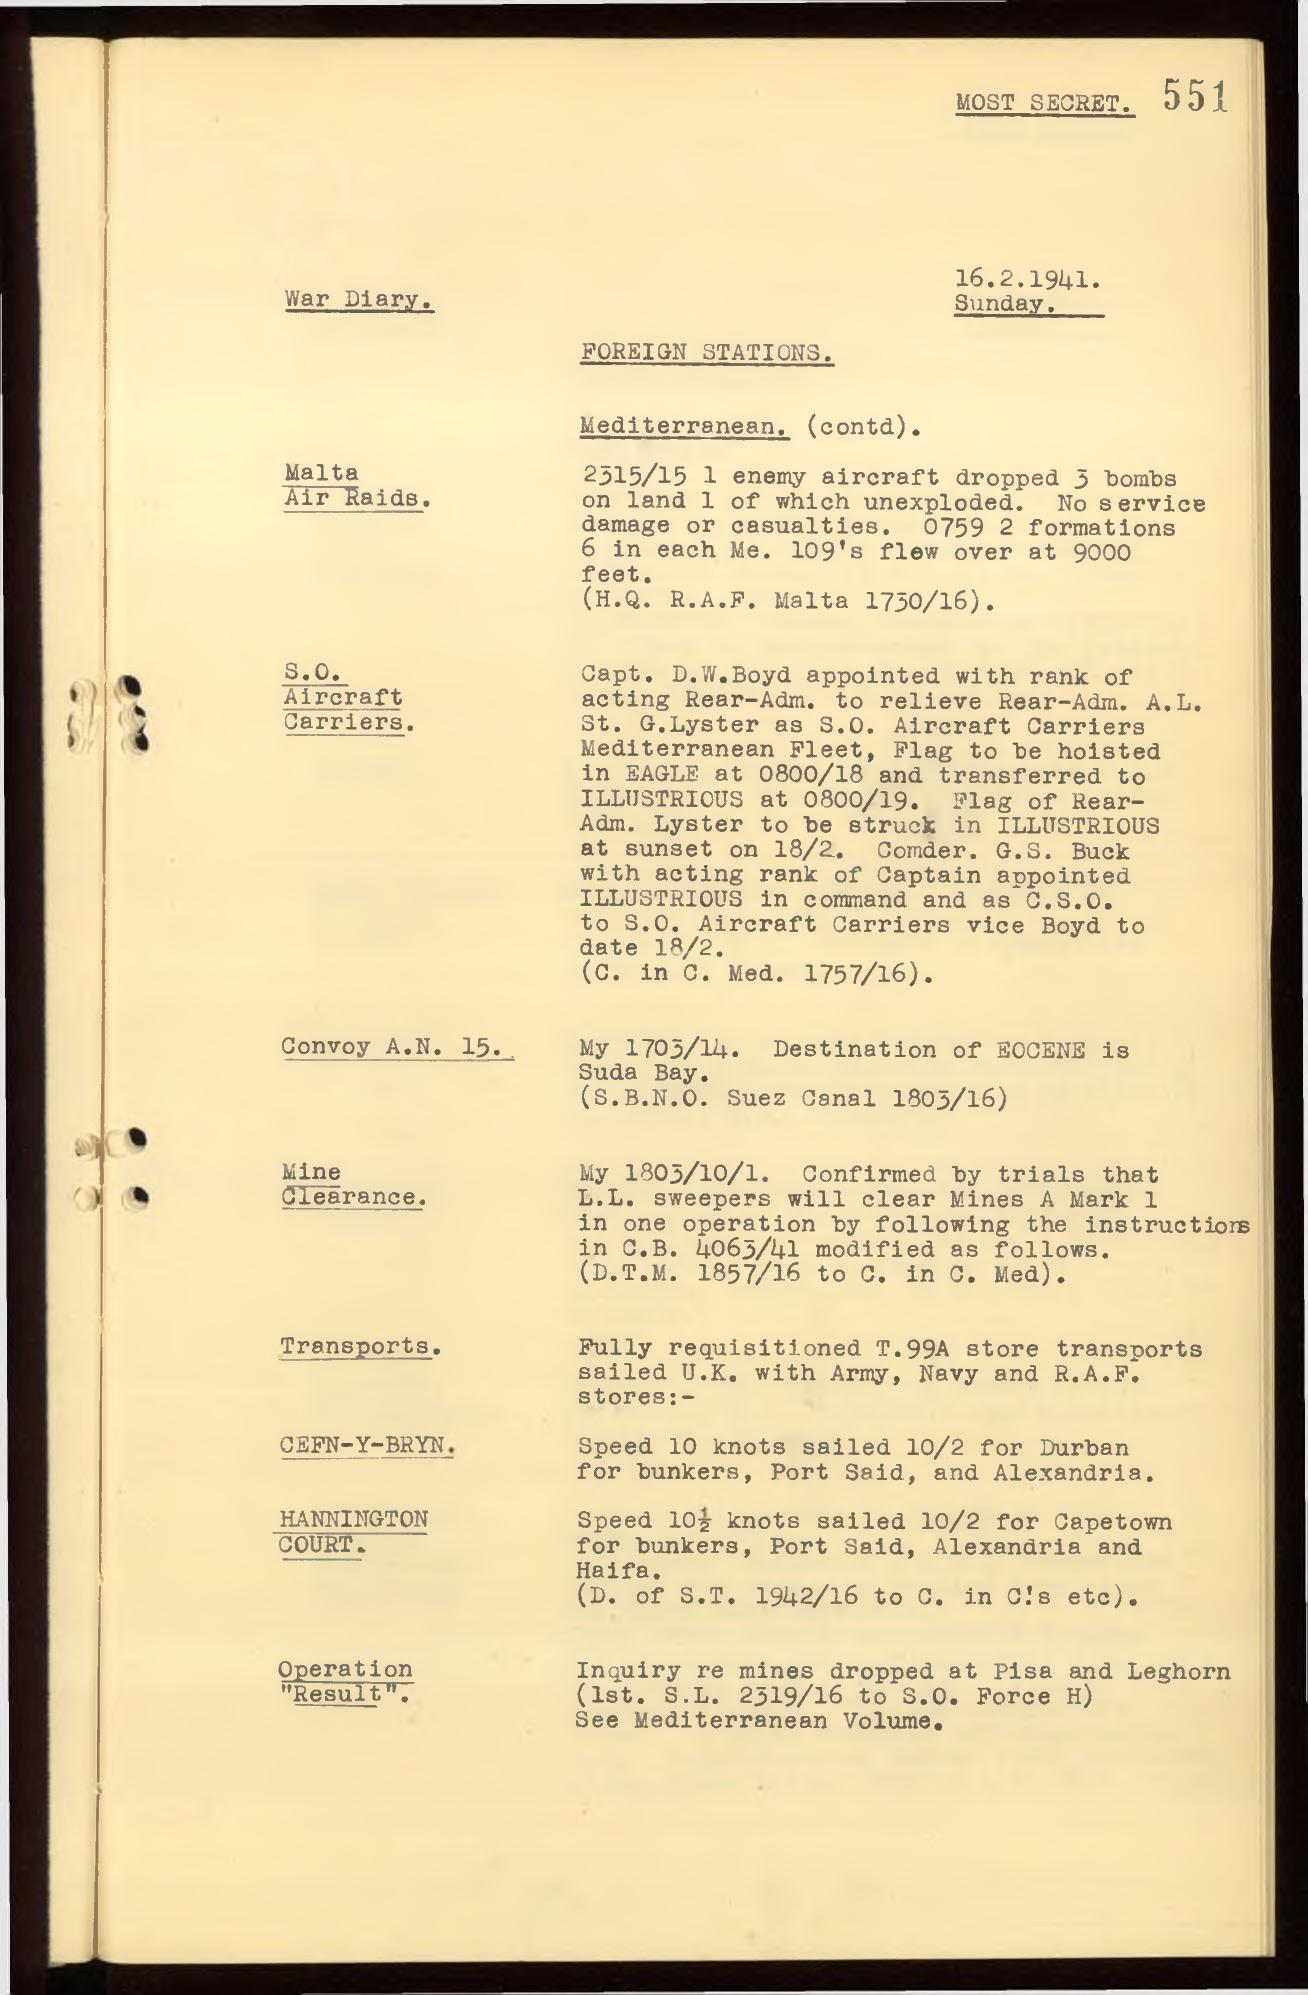 MOST SECRET. 551
War Diary.
16.2.1941.
Sunday.
FOREIGN STATIONS.
Mediterranean. (contd).
Malta
Air Raids.
2315/15 1 enemy aircraft dropped 3 bombs
on land 1 of which unexploded. No service
damage or casualties. 0759 2 formations
6 in each Me. 109's flew over at 9000
feet.
(H.Q. R.A.F. Malta 1730/16).
S.O.
Aircraft
Carriers.
Capt. D.W.Boyd appointed with rank of
acting Rear-Adm. to relieve Rear-Adm. A.L.
St. G.Lyster as S.O. Aircraft Carriers
Mediterranean Fleet, Flag to be hoisted
in EAGLE at 0800/18 and transferred to
ILLUSTRIOUS at 0800/19. Flag of Rear-
Adm. Lyster to be struck in ILLUSTRIOUS
at sunset on 18/2. Comder. G.S. Buck
with acting rank of Captain appointed
ILLUSTRIOUS in command and as C.S.O.
to S.O. Aircraft Carriers vice Boyd to
date 18/2.
(C. in C. Med. 1757/16).
Convoy A.N. 15.
My 1703/14. Destination of EOCENE is
Suda Bay.
(S.B.N.O. Suez Canal 1803/16)
Mine
Clearance.
My 1803/10/1. Confirmed by trials that
L.L. sweepers will clear Mines A Mark 1
in one operation by following the instructions
in C.B. 4063/41 modified as follows.
(D.T.M. 1857/16 to C. in C. Med).
Transports.
Fully requisitioned T.99A store transports
sailed U.K. with Army, Navy and R.A.F.
stores:-
CEFN-Y-BRYN.
Speed 10 knots sailed 10/2 for Durban
for bunkers, Port Said, and Alexandria.
HANNINGTON
COURT.
Speed 10½ knots sailed 10/2 for Capetown
for bunkers, Port Said, Alexandria and
Haifa.
(D. of S.T. 1942/16 to C. in C's etc).
Operation
"Result".
Inquiry re mines dropped at Pisa and Leghorn
(1st. S.L. 2319/16 to S.O. Force H)
See Mediterranean Volume.